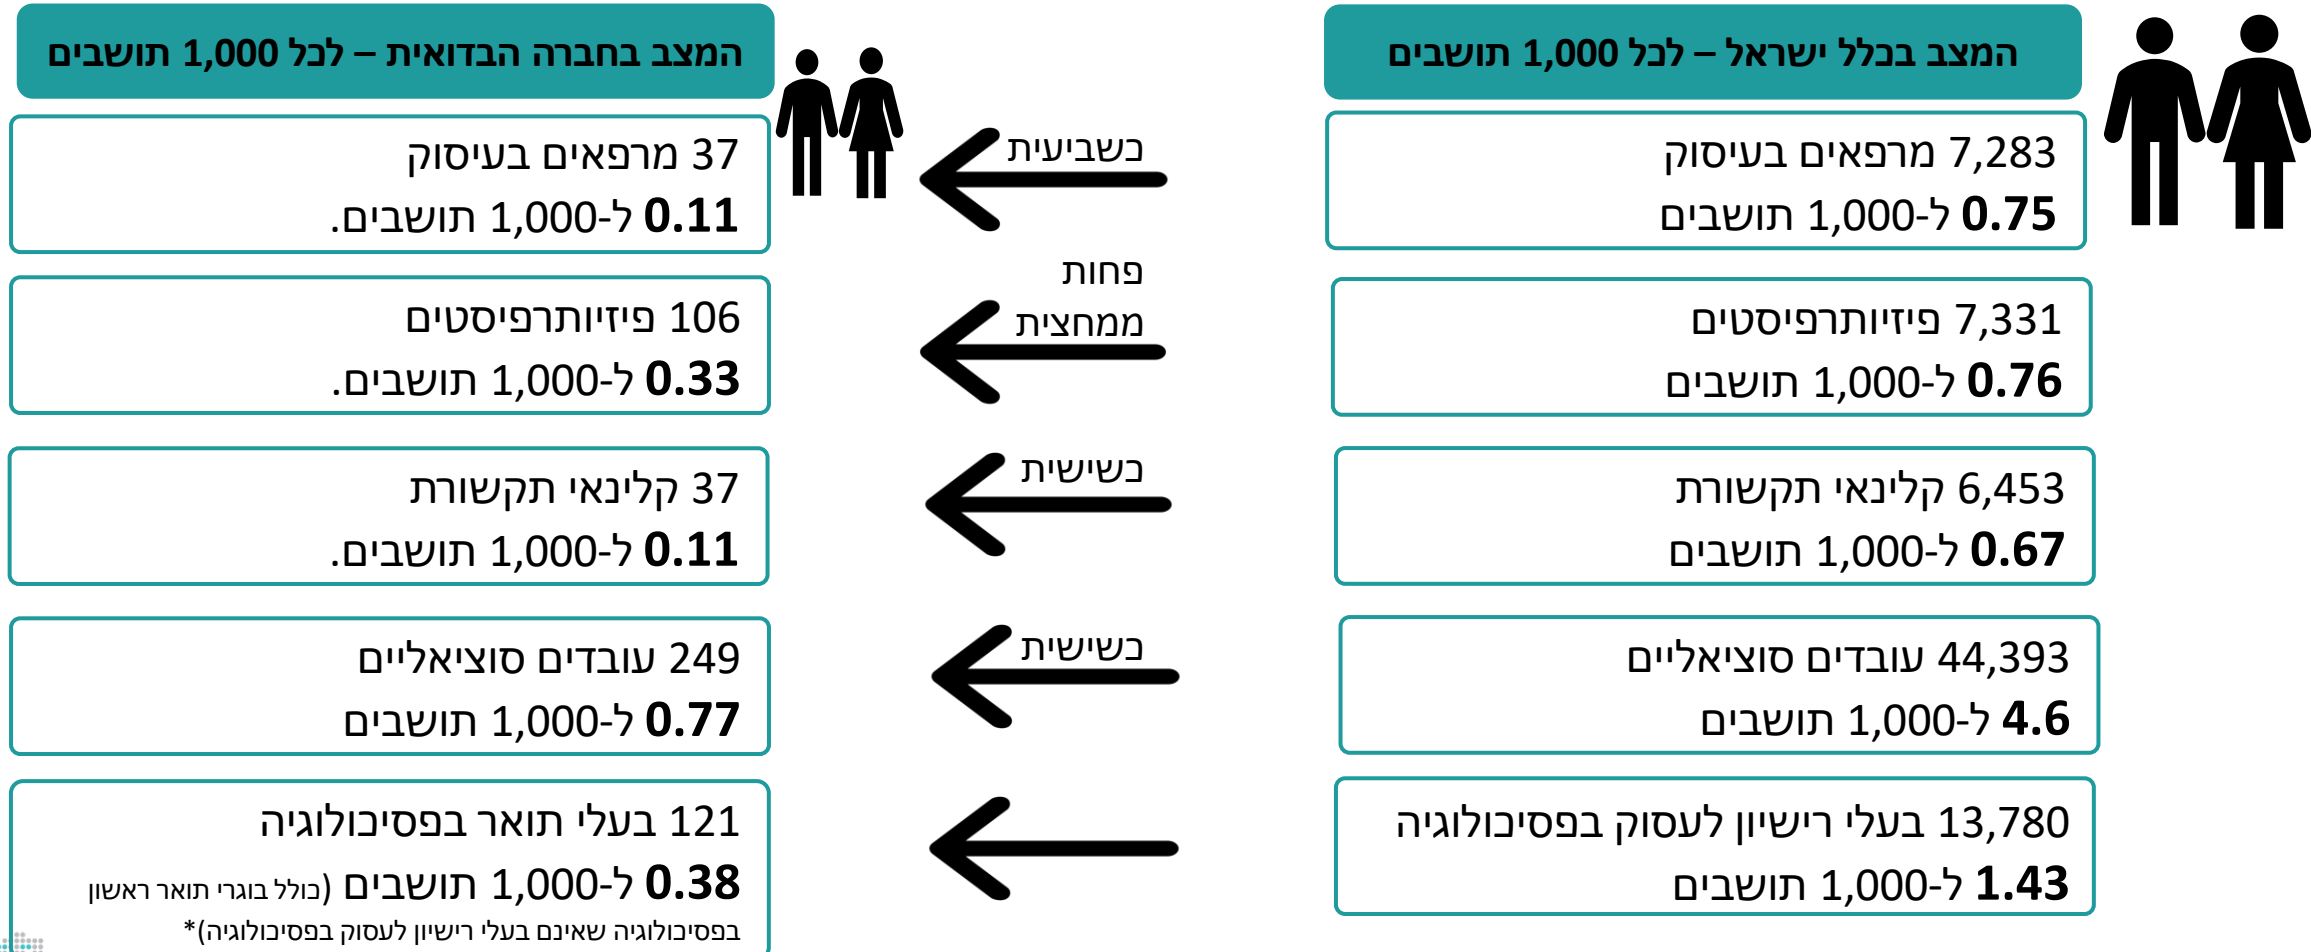 המצב בכלל ישראל – לכל 1,000 תושבים
7,283 מרפאים בעיסוק
0.75 ל-1,000 תושבים
7,331 פיזיותרפיסטים
0.76 ל-1,000 תושבים
6,453 קלינאי תקשורת
0.67 ל-1,000 תושבים
44,393 עובדים סוציאליים
4.6 ל-1,000 תושבים
13,780 בעלי רישיון לעסוק בפסיכולוגיה
1.43 ל-1,000 תושבים
כשביעית
פחות
ממחצית
כשישית
כשישית
המצב בחברה הבדואית – לכל 1,000 תושבים
37 מרפאים בעיסוק
0.11 ל-1,000 תושבים.
106 פיזיותרפיסטים
0.33 ל-1,000 תושבים.
37 קלינאי תקשורת
0.11 ל-1,000 תושבים.
249 עובדים סוציאליים
0.77 ל-1,000 תושבים
121 בעלי תואר בפסיכולוגיה
0.38 ל-1,000 תושבים (כולל בוגרי תואר ראשון
בפסיכולוגיה שאינם בעלי רישיון לעסוק בפסיכולוגיה)*